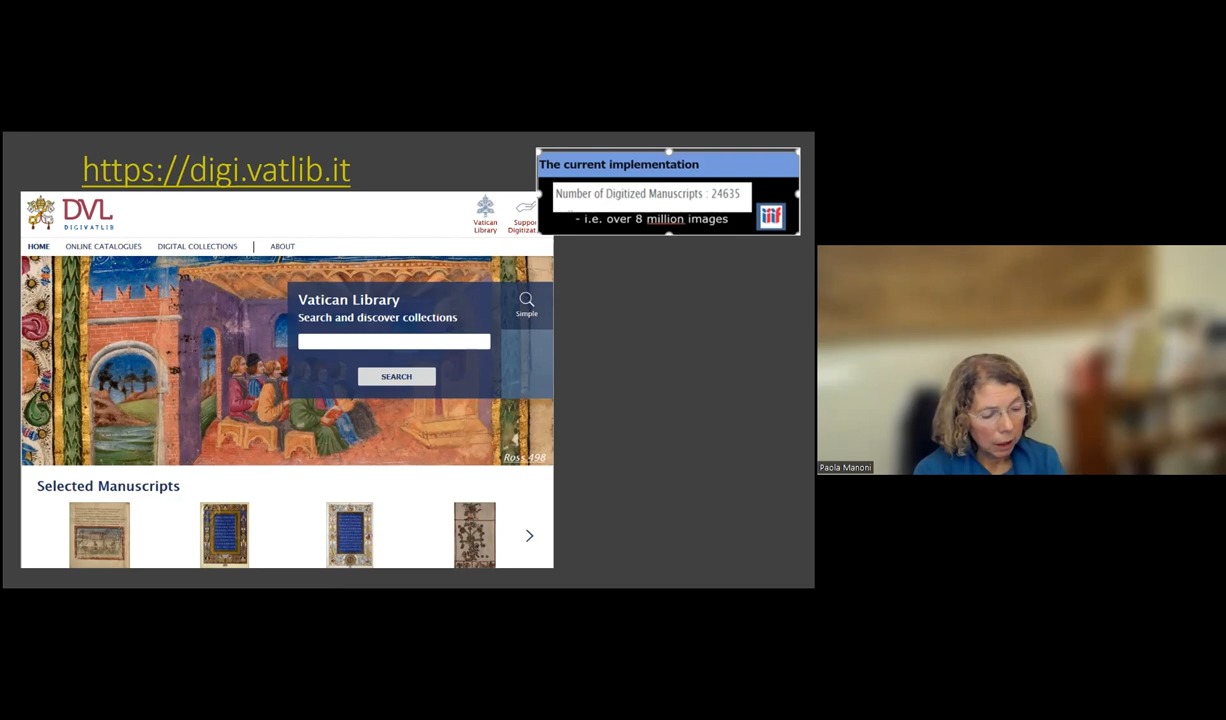 https://digi.vatlib.it
The current implementation
Number of Digitized Manuscripts : 24635
- i.e. over 8 million images
iiif
DVL
DIGIVATLIB
Vatican
Library
Suppo
Digitizat
HOME ONLINE CATALOGUES DIGITAL COLLECTIONS | ABOUT
Vatican Library
Search and discover collections
Simple
SEARCH
Ross.498
Selected Manuscripts
Paola Manoni